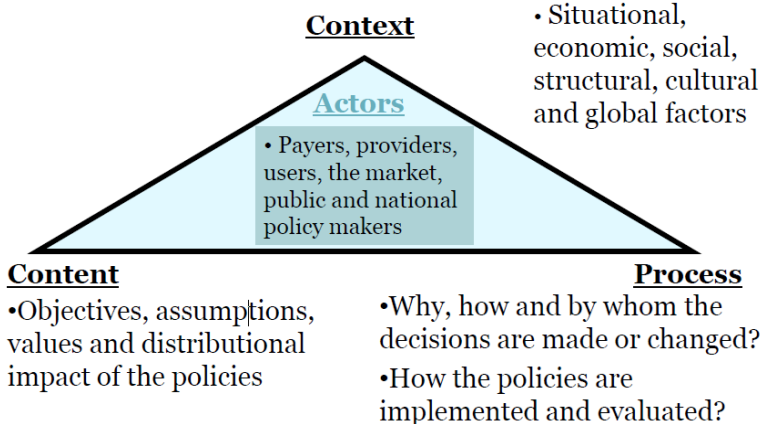 Context
• Situational,
economic, social,
structural, cultural
and global factors
Actors
• Payers, providers,
users, the market,
public and national
policy makers
Content
•Objectives, assumptions,
values and distributional
impact of the policies
Process
•Why, how and by whom the
decisions are made or changed?
•How the policies are
implemented and evaluated?